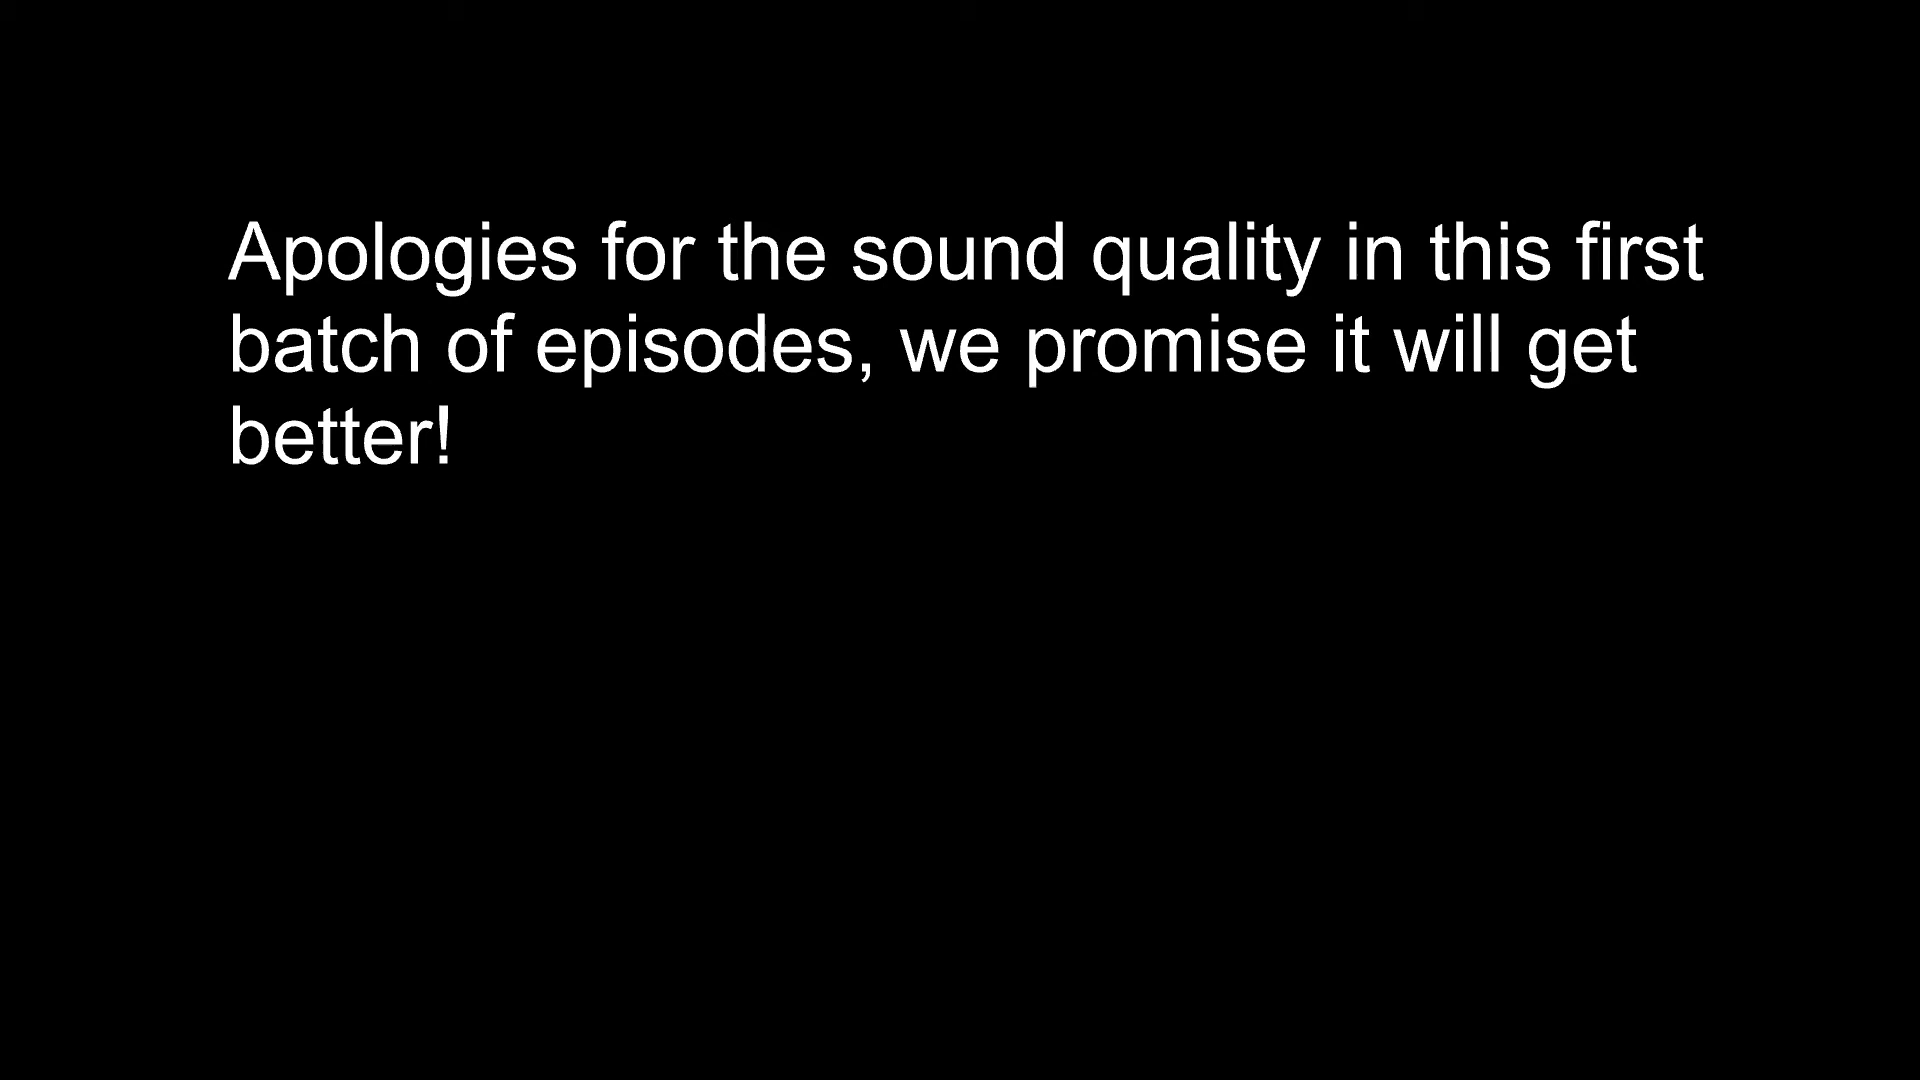 Apologies for the sound quality in this first
batch of episodes, we promise it will get
better!